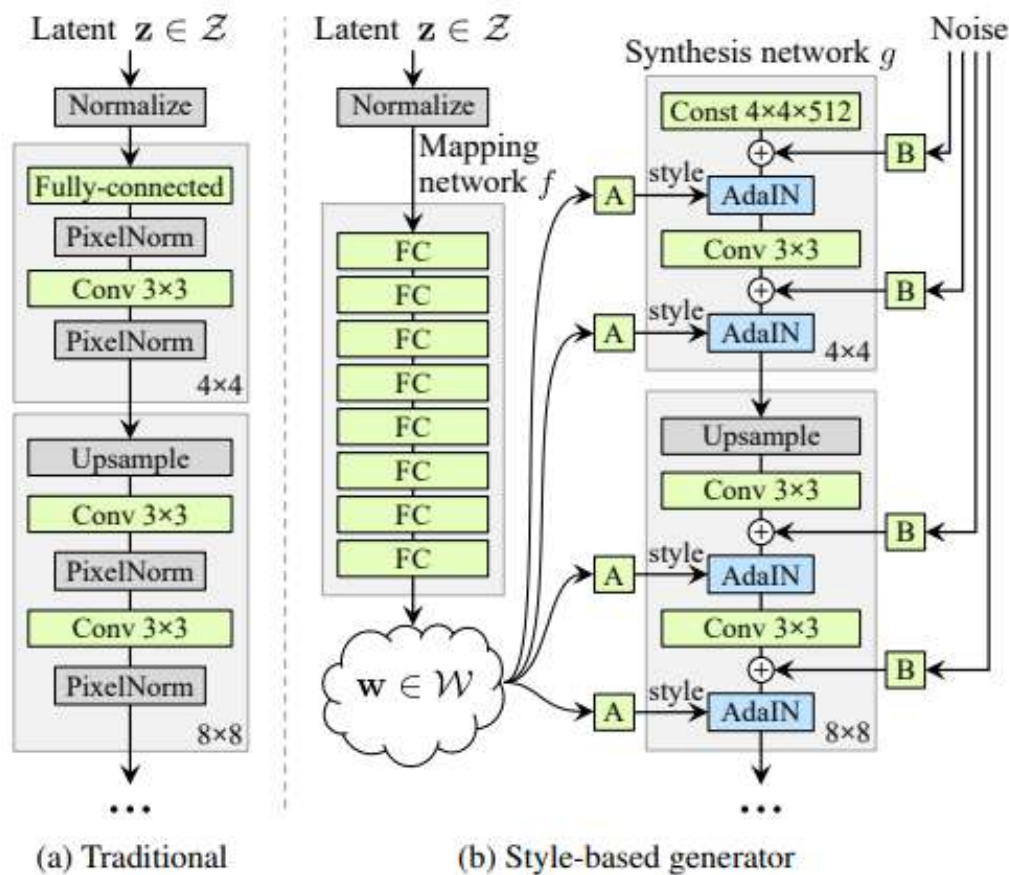 Latent z ∈ Z
Normalize
Fully-connected
PixelNorm
Conv 3×3
PixelNorm
4×4
Upsample
Conv 3×3
PixelNorm
Conv 3×3
PixelNorm
8×8
...
(a) Traditional
Latent z ∈ Z
Normalize
Mapping
network f
FC
FC
FC
FC
FC
FC
FC
FC
w ∈ W
A
style
A
style
A
style
A
style
Synthesis network g
Const 4×4×512
+
AdaIN
Conv 3×3
+
AdaIN
4×4
Upsample
Conv 3×3
+
AdaIN
Conv 3×3
+
AdaIN
8×8
...
Noise
B
B
B
B
(b) Style-based generator